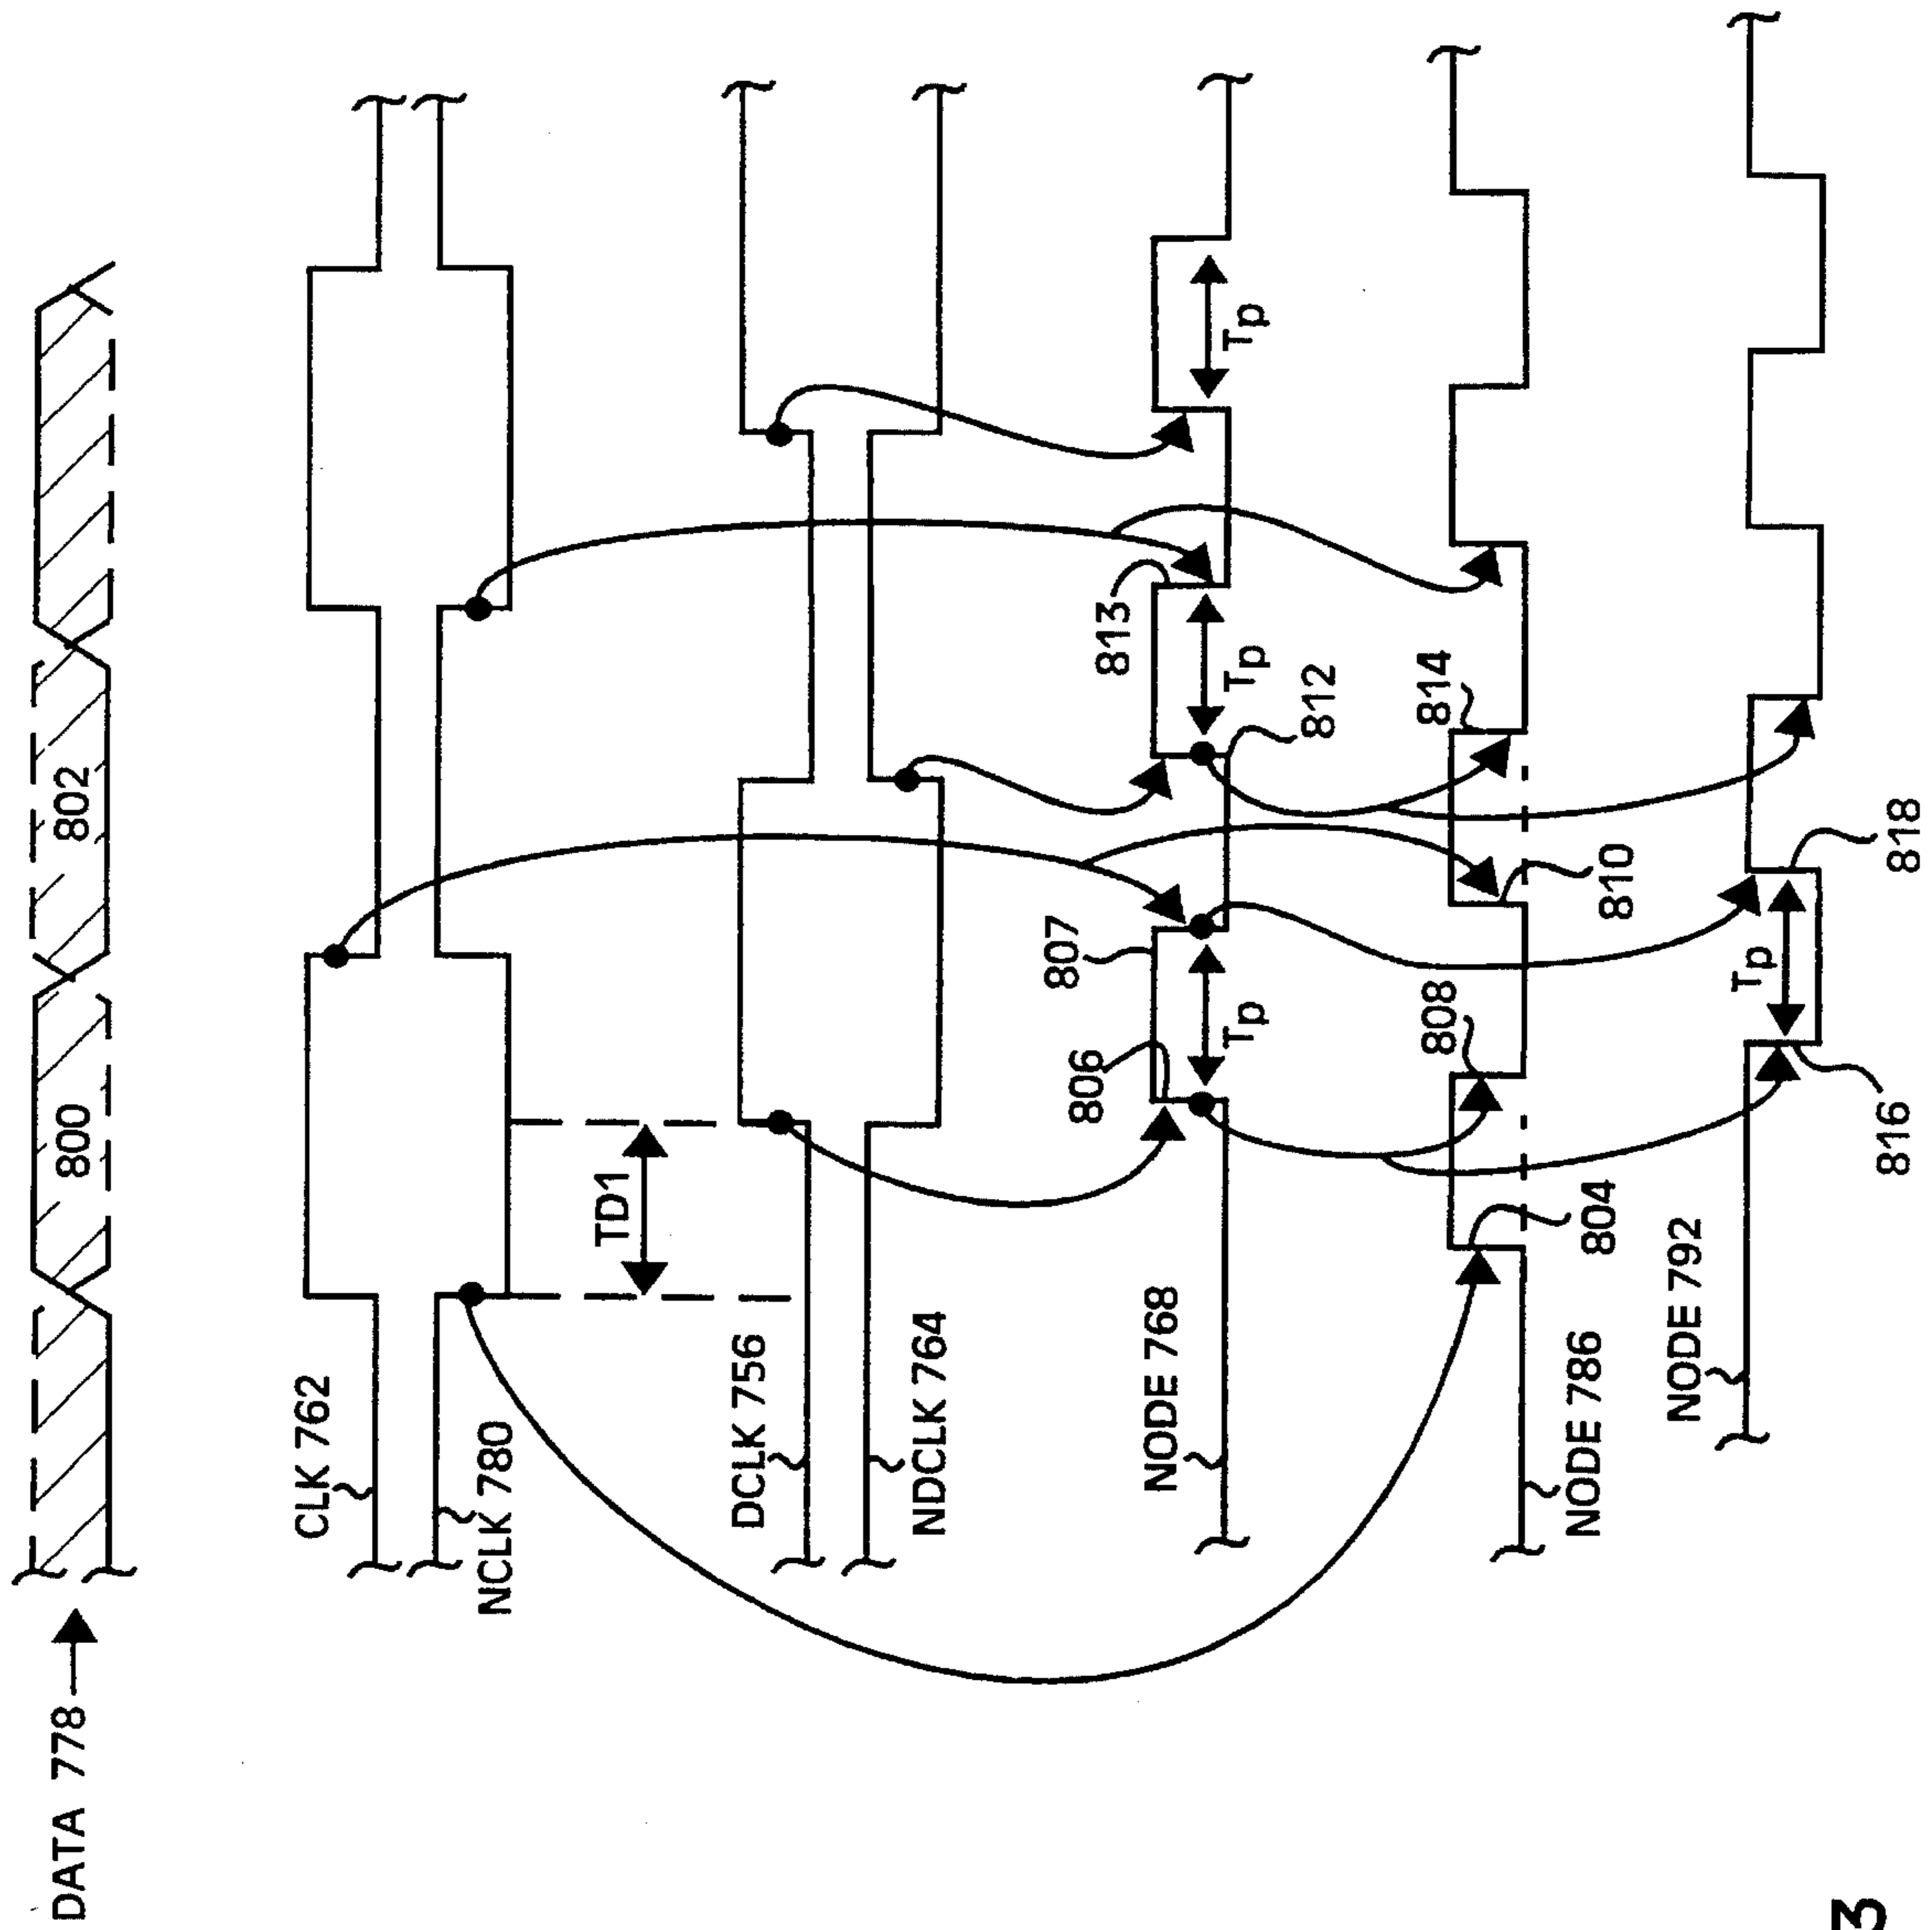 DATA 778
800
802
CLK 762
NCLK 780
TD1
DCLK 756
NDCLK 764
NODE 768
806
807
813
Tp
Tp
Tp
812
NODE 786
804
808
810
814
NODE 792
816
Tp
818
3